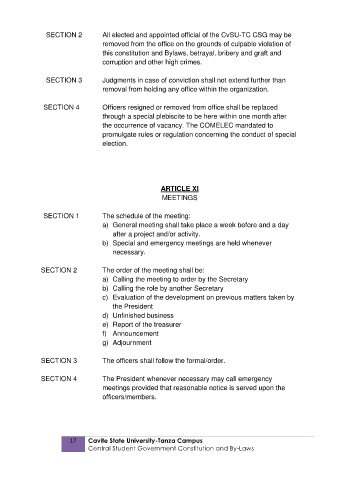 SECTION 2 All elected and appointed official of the CvSU-TC CSG may be
removed from the office on the grounds of culpable violation of
this constitution and Bylaws, betrayal, bribery and graft and
corruption and other high crimes.
SECTION 3 Judgments in case of conviction shall not extend further than
removal from holding any office within the organization.
SECTION 4 Officers resigned or removed from office shall be replaced
through a special plebiscite to be here within one month after
the occurrence of vacancy. The COMELEC mandated to
promulgate rules or regulation concerning the conduct of special
election.
ARTICLE XI
MEETINGS
SECTION 1 The schedule of the meeting:
a) General meeting shall take place a week before and a day
after a project and/or activity.
b) Special and emergency meetings are held whenever
necessary.
SECTION 2 The order of the meeting shall be:
a) Calling the meeting to order by the Secretary
b) Calling the role by another Secretary
c) Evaluation of the development on previous matters taken by
the President
d) Unfinished business
e) Report of the treasurer
f) Announcement
g) Adjournment
SECTION 3 The officers shall follow the formal/order.
SECTION 4 The President whenever necessary may call emergency
meetings provided that reasonable notice is served upon the
officers/members.
17 Cavite State University-Tanza Campus
Central Student Government Constitution and By-Laws